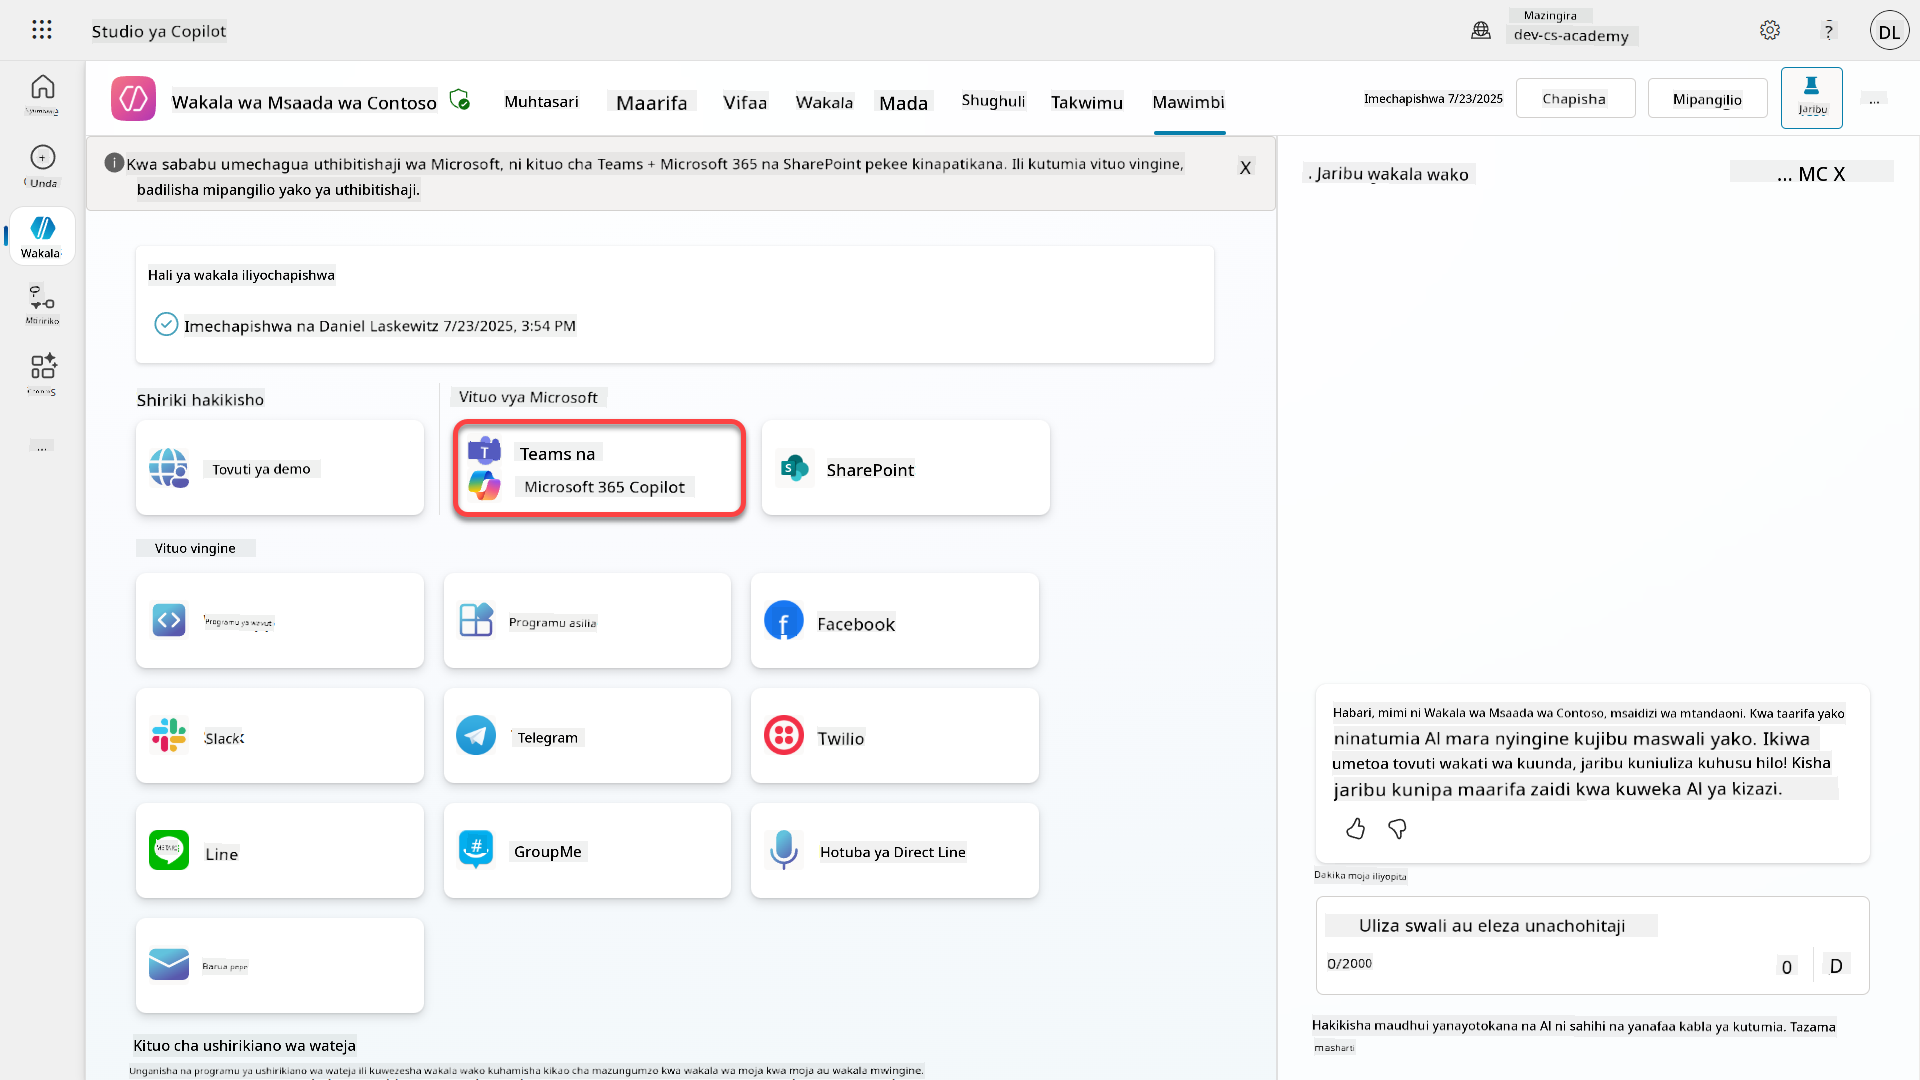 Studio ya Copilot
Mazingira
dev-cs-academy
?
DL
Wakala wa Msaada wa Contoso
Muhtasari
Maarifa
Vifaa
Wakala
Mada
Shughuli
Takwimu
Mawimbi
Imechapishwa 7/23/2025
Chapisha
Mipangilio
Jaribu
...
Unda
Wakala
...
Kwa sababu umechagua uthibitishaji wa Microsoft, ni kituo cha Teams + Microsoft 365 na SharePoint pekee kinapatikana. Ili kutumia vituo vingine,
badilisha mipangilio yako ya uthibitishaji.
X
. Jaribu wakala wako
... MC X
Hali ya wakala iliyochapishwa
Imechapishwa na Daniel Laskewitz 7/23/2025, 3:54 PM
Shiriki hakikisho
Vituo vya Microsoft
Tovuti ya demo
Teams na
Microsoft 365 Copilot
SharePoint
Vituo vingine
Programu asilia
Facebook
Slack
Telegram
Twilio
Line
GroupMe
Hotuba ya Direct Line
Kituo cha ushirikiano wa wateja
Unganisha na programu ya ushirikiano wa wateja ili kuwezesha wakala wako kuhamisha kikao cha mazungumzo kwa wakala wa moja kwa moja au wakala mwingine.
Habari, mimi ni Wakala wa Msaada wa Contoso, msaidizi wa mtandaoni. Kwa taarifa yako
ninatumia Al mara nyingine kujibu maswali yako. Ikiwa
umetoa tovuti wakati wa kuunda, jaribu kuniuliza kuhusu hilo! Kisha
jaribu kunipa maarifa zaidi kwa kuweka Al ya kizazi.
Dakika moja iliyopita
Uliza swali au eleza unachohitaji
0/2000
0
D
Hakikisha maudhui yanayotokana na Al ni sahihi na yanafaa kabla ya kutumia. Tazama
masharti